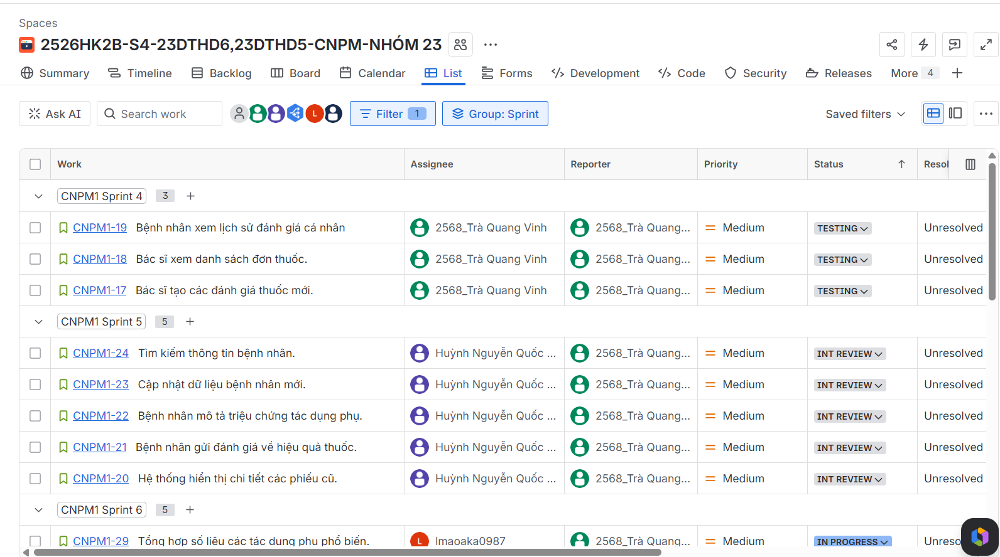 Spaces
2526HK2B-S4-23DTHD6,23DTHD5-CNPM-NHÓM 23
Summary Timeline Backlog Board Calendar List Forms Development Code Security Releases More 4
Ask AI Search work L Filter 1 Group: Sprint Saved filters
Work Assignee Reporter Priority Status Resol
CNPM1 Sprint 4 3
CNPM1-19 Bệnh nhân xem lịch sử đánh giá cá nhân 2568_Trà Quang Vinh 2568_Trà Quang... Medium TESTING Unresolved
CNPM1-18 Bác sĩ xem danh sách đơn thuốc. 2568_Trà Quang Vinh 2568_Trà Quang... Medium TESTING Unresolved
CNPM1-17 Bác sĩ tạo các đánh giá thuốc mới. 2568_Trà Quang Vinh 2568_Trà Quang... Medium TESTING Unresolved
CNPM1 Sprint 5 5
CNPM1-24 Tìm kiếm thông tin bệnh nhân. Huỳnh Nguyễn Quốc ... 2568_Trà Quang... Medium INT REVIEW Unresolved
CNPM1-23 Cập nhật dữ liệu bệnh nhân mới. Huỳnh Nguyễn Quốc ... 2568_Trà Quang... Medium INT REVIEW Unresolved
CNPM1-22 Bệnh nhân mô tả triệu chứng tác dụng phụ. Huỳnh Nguyễn Quốc ... 2568_Trà Quang... Medium INT REVIEW Unresolved
CNPM1-21 Bệnh nhân gửi đánh giá về hiệu quả thuốc. Huỳnh Nguyễn Quốc ... 2568_Trà Quang... Medium INT REVIEW Unresolved
CNPM1-20 Hệ thống hiển thị chi tiết các phiếu cũ. Huỳnh Nguyễn Quốc ... 2568_Trà Quang... Medium INT REVIEW Unresolved
CNPM1 Sprint 6 5
CNPM1-29 Tổng hợp số liệu các tác dụng phụ phổ biến. L lmaoaka0987 2568_Trà Quang... Medium IN PROGRESS Unreso